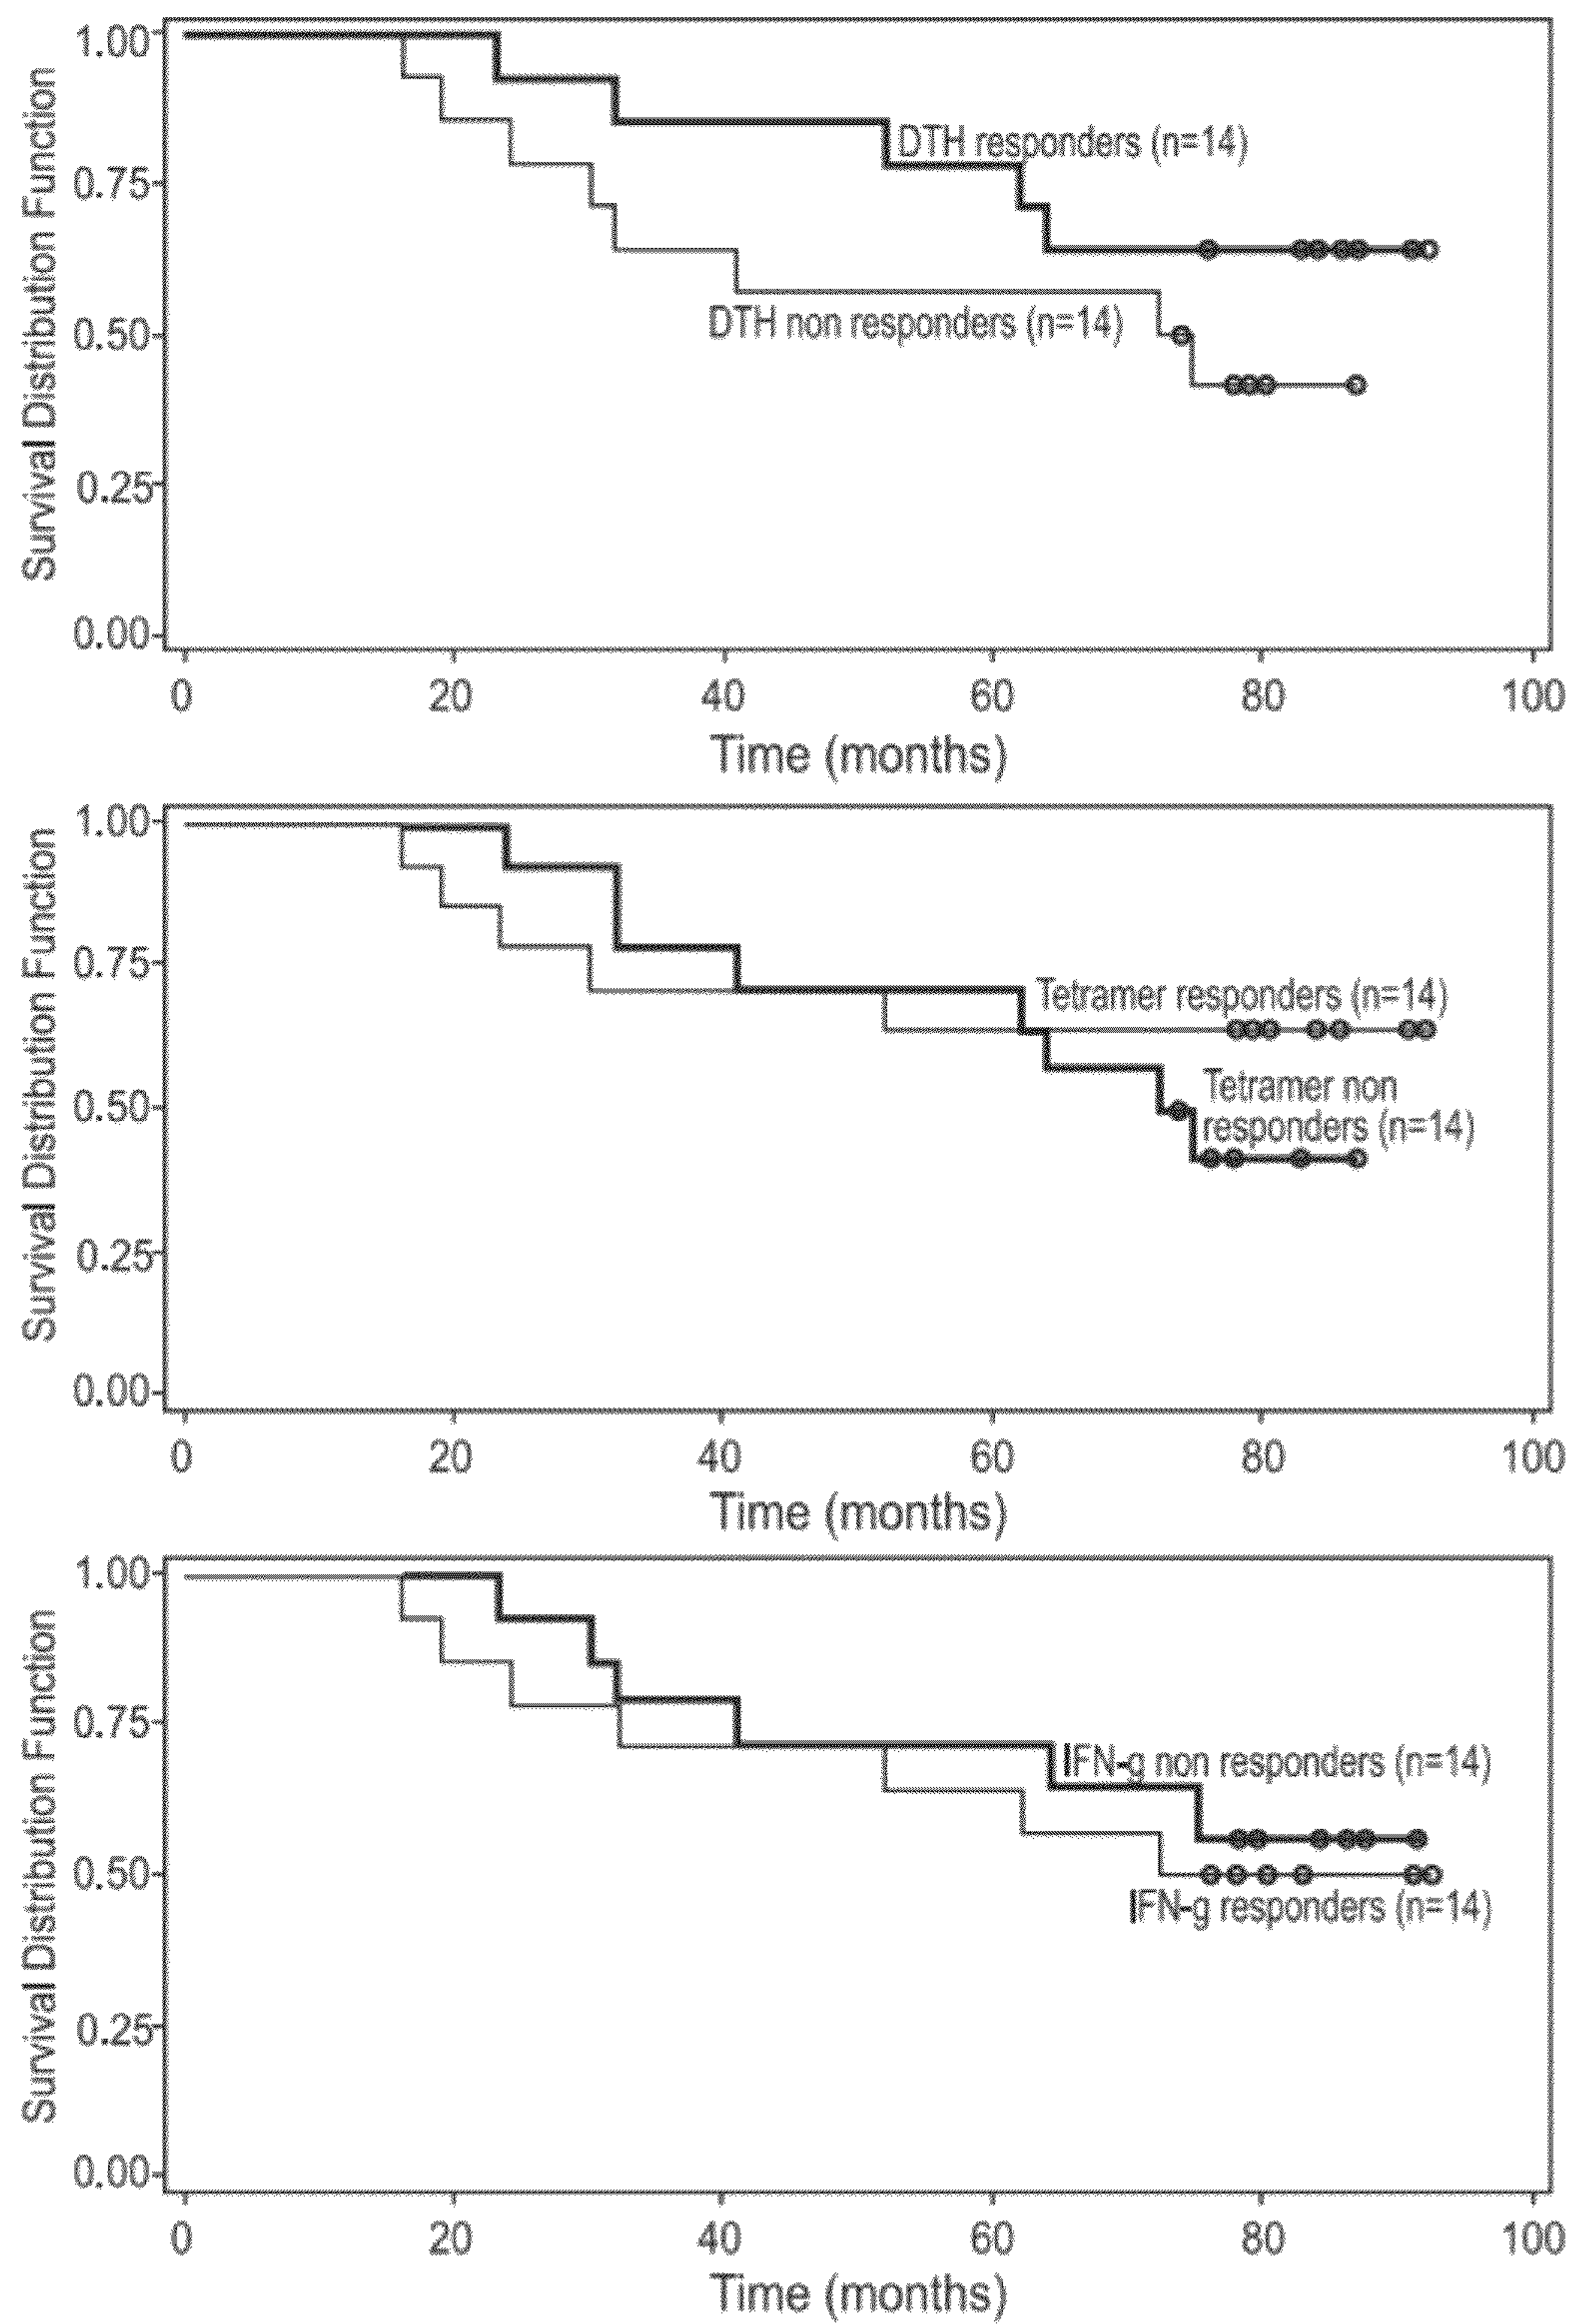 1.00
0.75
0.50
0.25
0.00
Survival Distribution Function
DTH responders (n=14)
DTH non responders (n=14)
0 20 40 60 80 100
Time (months)
1.00
0.75
0.50
0.25
0.00
Survival Distribution Function
Tetramer responders (n=14)
Tetramer non
responders (n=14)
0 20 40 60 80 100
Time (months)
1.00
0.75
0.50
0.25
0.00
Survival Distribution Function
IFN-g non responders (n=14)
IFN-g responders (n=14)
0 20 40 60 80 100
Time (months)